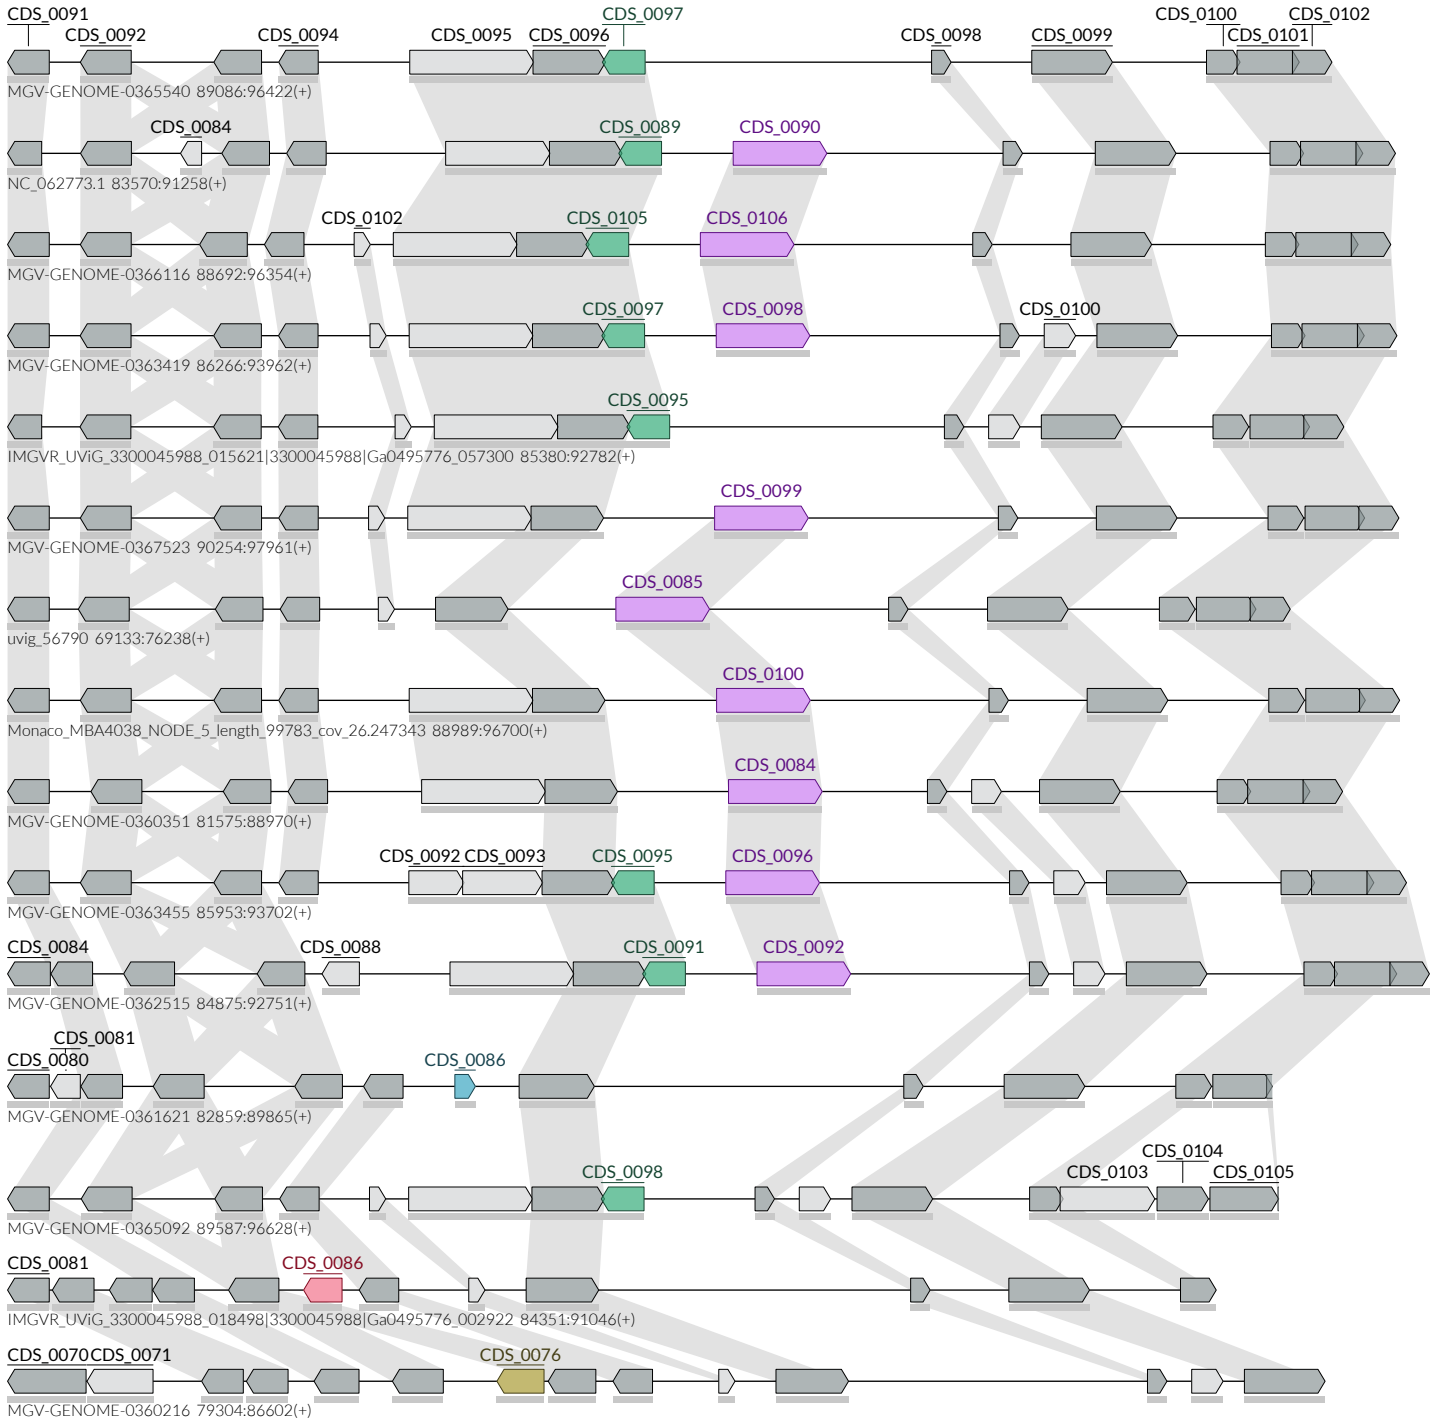 CDS_0091 CDS_0097 CDS_0100 CDS_0102
CDS_0092 CDS_0094 CDS_0095 CDS_0096 CDS_0098 CDS_0099 CDS_0101
MGV-GENOME-0365540 89086:96422(+)
CDS_0084 CDS_0089 CDS_0090
NC_062773.1 83570:91258(+)
CDS_0102 CDS_0105 CDS_0106
MGV-GENOME-0366116 88692:96354(+)
CDS_0097 CDS_0098 CDS_0100
MGV-GENOME-0363419 86266:93962(+)
CDS_0095
IMGVR_UViG_3300045988_015621|3300045988|Ga0495776_057300 85380:92782(+)
CDS_0099
MGV-GENOME-0367523 90254:97961(+)
CDS_0085
uvig_56790 69133:76238(+)
CDS_0100
Monaco_MBA4038_NODE_5_length_99783_cov_26.247343 88989:96700(+)
CDS_0084
MGV-GENOME-0360351 81575:88970(+)
CDS_0092 CDS_0093 CDS_0095 CDS_0096
MGV-GENOME-0363455 85953:93702(+)
CDS_0084 CDS_0088 CDS_0091 CDS_0092
MGV-GENOME-0362515 84875:92751(+)
CDS_0081
CDS_0080 CDS_0086
MGV-GENOME-0361621 82859:89865(+)
CDS_0104
CDS_0098 CDS_0103 CDS_0105
MGV-GENOME-0365092 89587:96628(+)
CDS_0081 CDS_0086
IMGVR_UViG_3300045988_018498|3300045988|Ga0495776_002922 84351:91046(+)
CDS_0070 CDS_0071 CDS_0076
MGV-GENOME-0360216 79304:86602(+)